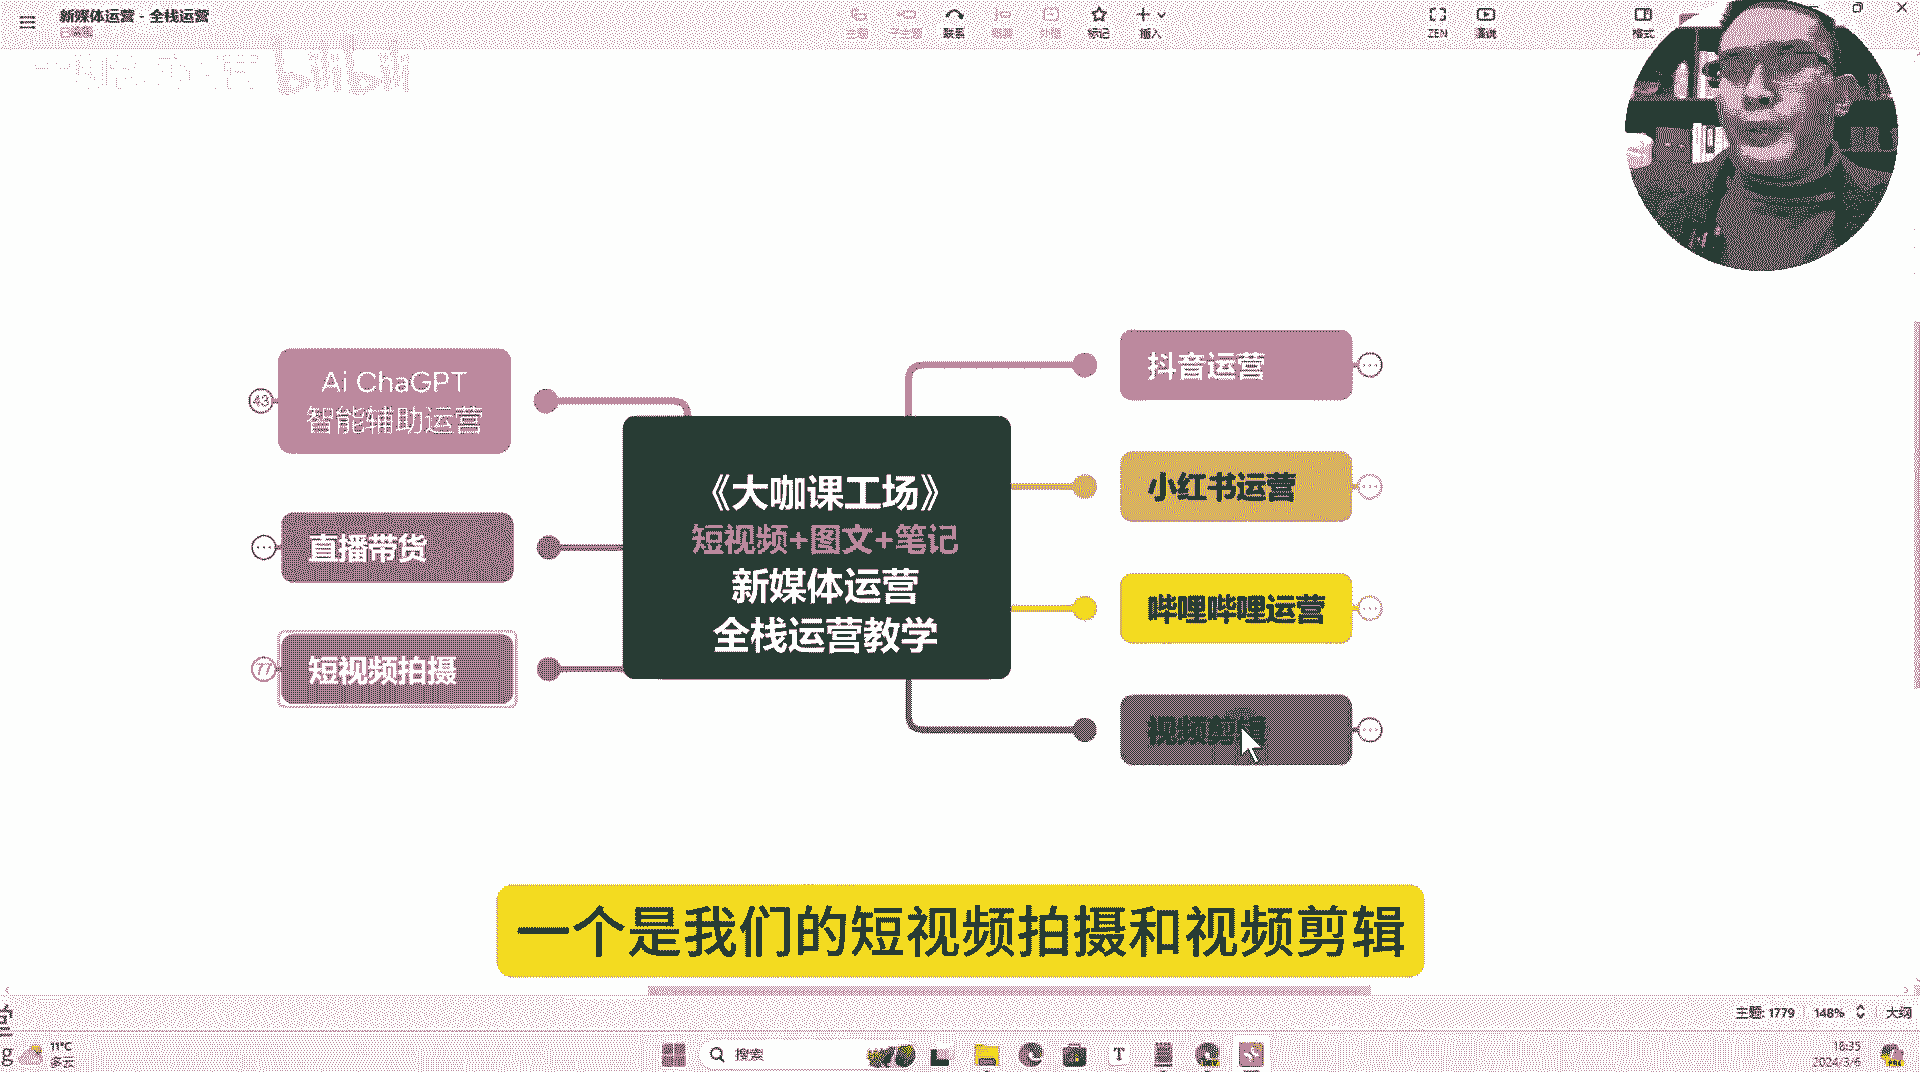 新媒体运营 - 全栈运营
已编辑
主题
子主题
联系
概要
外框
标记
插入
ZEN
演说
格式
bilibili
Ai ChaGPT
智能辅助运营
43
直播带货
短视频拍摄
77
《大咖课工场》
短视频+图文+笔记
新媒体运营
全栈运营教学
抖音运营
小红书运营
哔哩哔哩运营
视频剪辑
一个是我们的短视频拍摄和视频剪辑
主题: 1779
148%
大纲
11°C
多云
搜索
18:35
2024/3/6